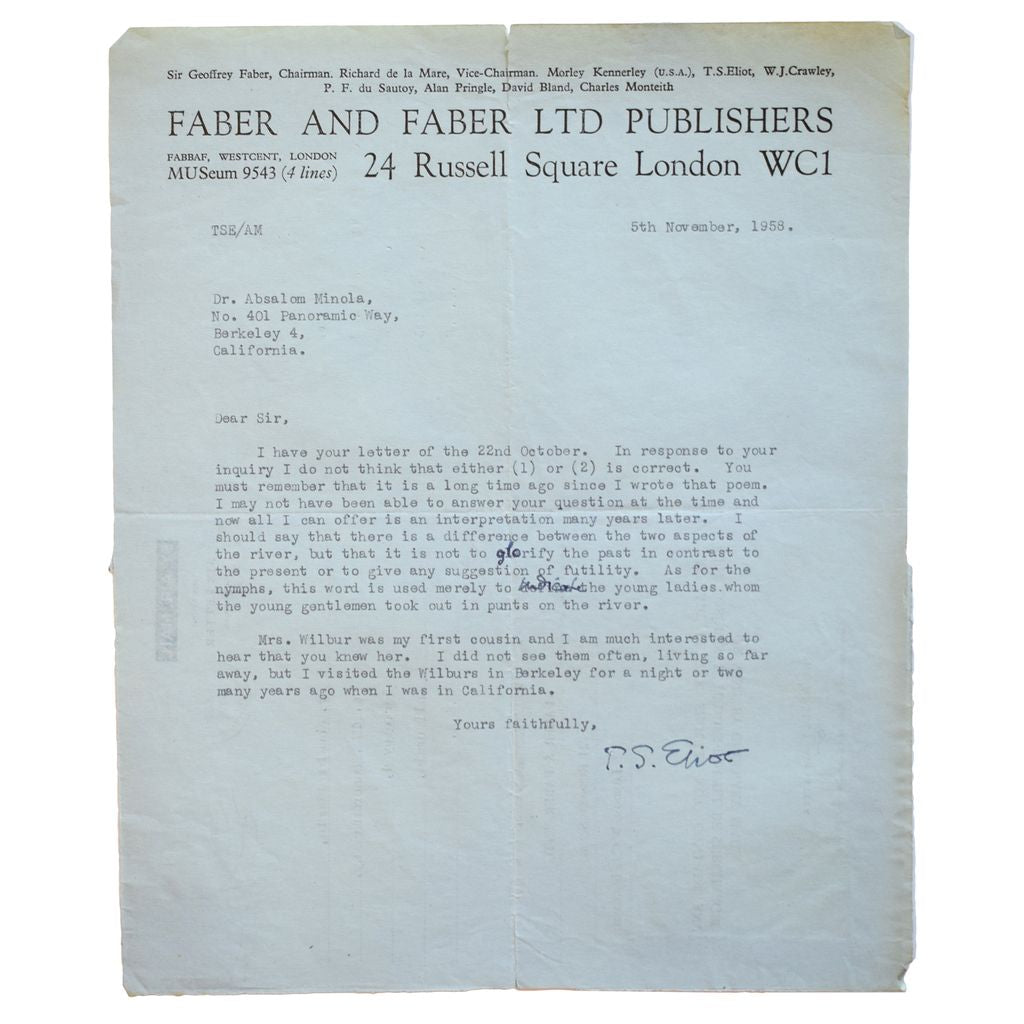 Sir Geoffrey Faber, Chairman. Richard de la Mare, Vice-Chairman. Morley Kennerley (U.S.A.), T.S.Eliot, W.J.Crawley,
P. F. du Sautoy, Alan Pringle, David Bland, Charles Monteith
FABER AND FABER LTD PUBLISHERS
FABBAF, WESTCENT, LONDON
MUSeum 9543 (4 lines)
24 Russell Square London WC1
TSE/AM
5th November, 1958.
Dr. Absalom Minola,
No. 401 Panoramic Way,
Berkeley 4,
California.
Dear Sir,
I have your letter of the 22nd October. In response to your
inquiry I do not think that either (1) or (2) is correct. You
must remember that it is a long time ago since I wrote that poem.
I may not have been able to answer your question at the time and
now all I can offer is an interpretation many years later. I
should say that there is a difference between the two aspects of
the river, but that it is not to glorify the past in contrast to
the present or to give any suggestion of futility. As for the
nymphs, this word is used merely to indicate the young ladies.whom
the young gentlemen took out in punts on the river.
Mrs. Wilbur was my first cousin and I am much interested to
hear that you knew her. I did not see them often, living so far
away, but I visited the Wilburs in Berkeley for a night or two
many years ago when I was in California.
Yours faithfully,
T. S. Eliot